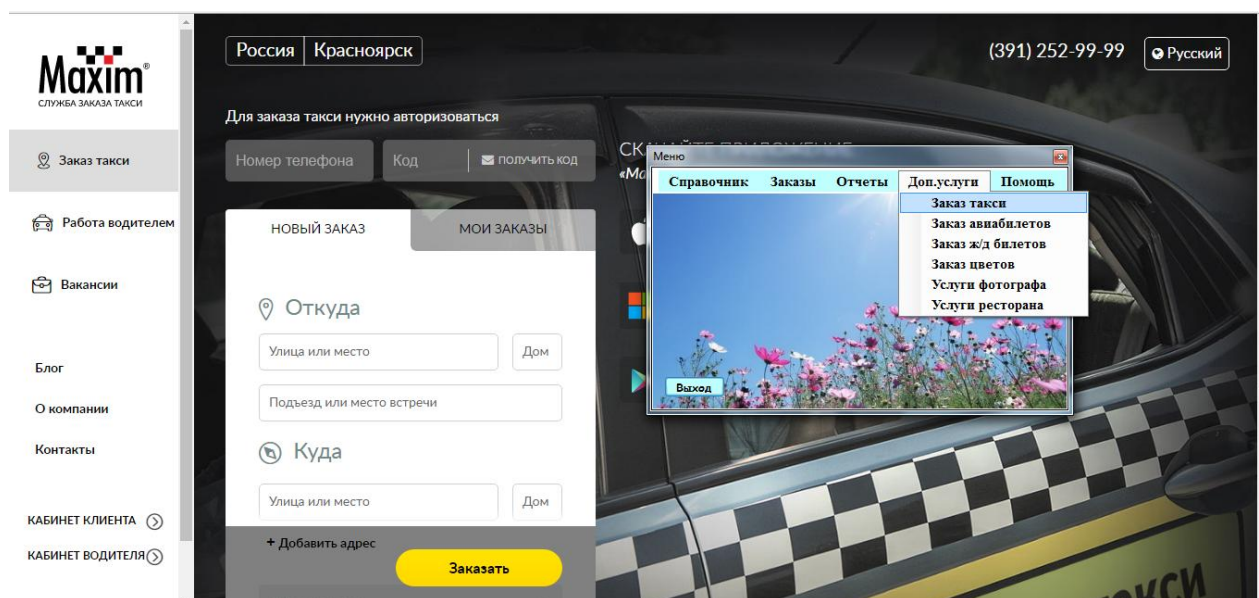 Maxim®
СЛУЖБА ЗАКАЗА ТАКСИ
Заказ такси
Работа водителем
Вакансии
Блог
О компании
Контакты
КАБИНЕТ КЛИЕНТА
КАБИНЕТ ВОДИТЕЛЯ
Россия Красноярск
(391) 252-99-99 Русский
Для заказа такси нужно авторизоваться
Номер телефона Код ПОЛУЧИТЬ КОД
НОВЫЙ ЗАКАЗ МОИ ЗАКАЗЫ
Откуда
Улица или место Дом
Подъезд или место встречи
Куда
Улица или место Дом
+ Добавить адрес
Заказать
Меню
Справочник Заказы Отчеты Доп.услуги Помощь
Заказ такси
Заказ авиабилетов
Заказ ж/д билетов
Заказ цветов
Услуги фотографа
Услуги ресторана
Выход